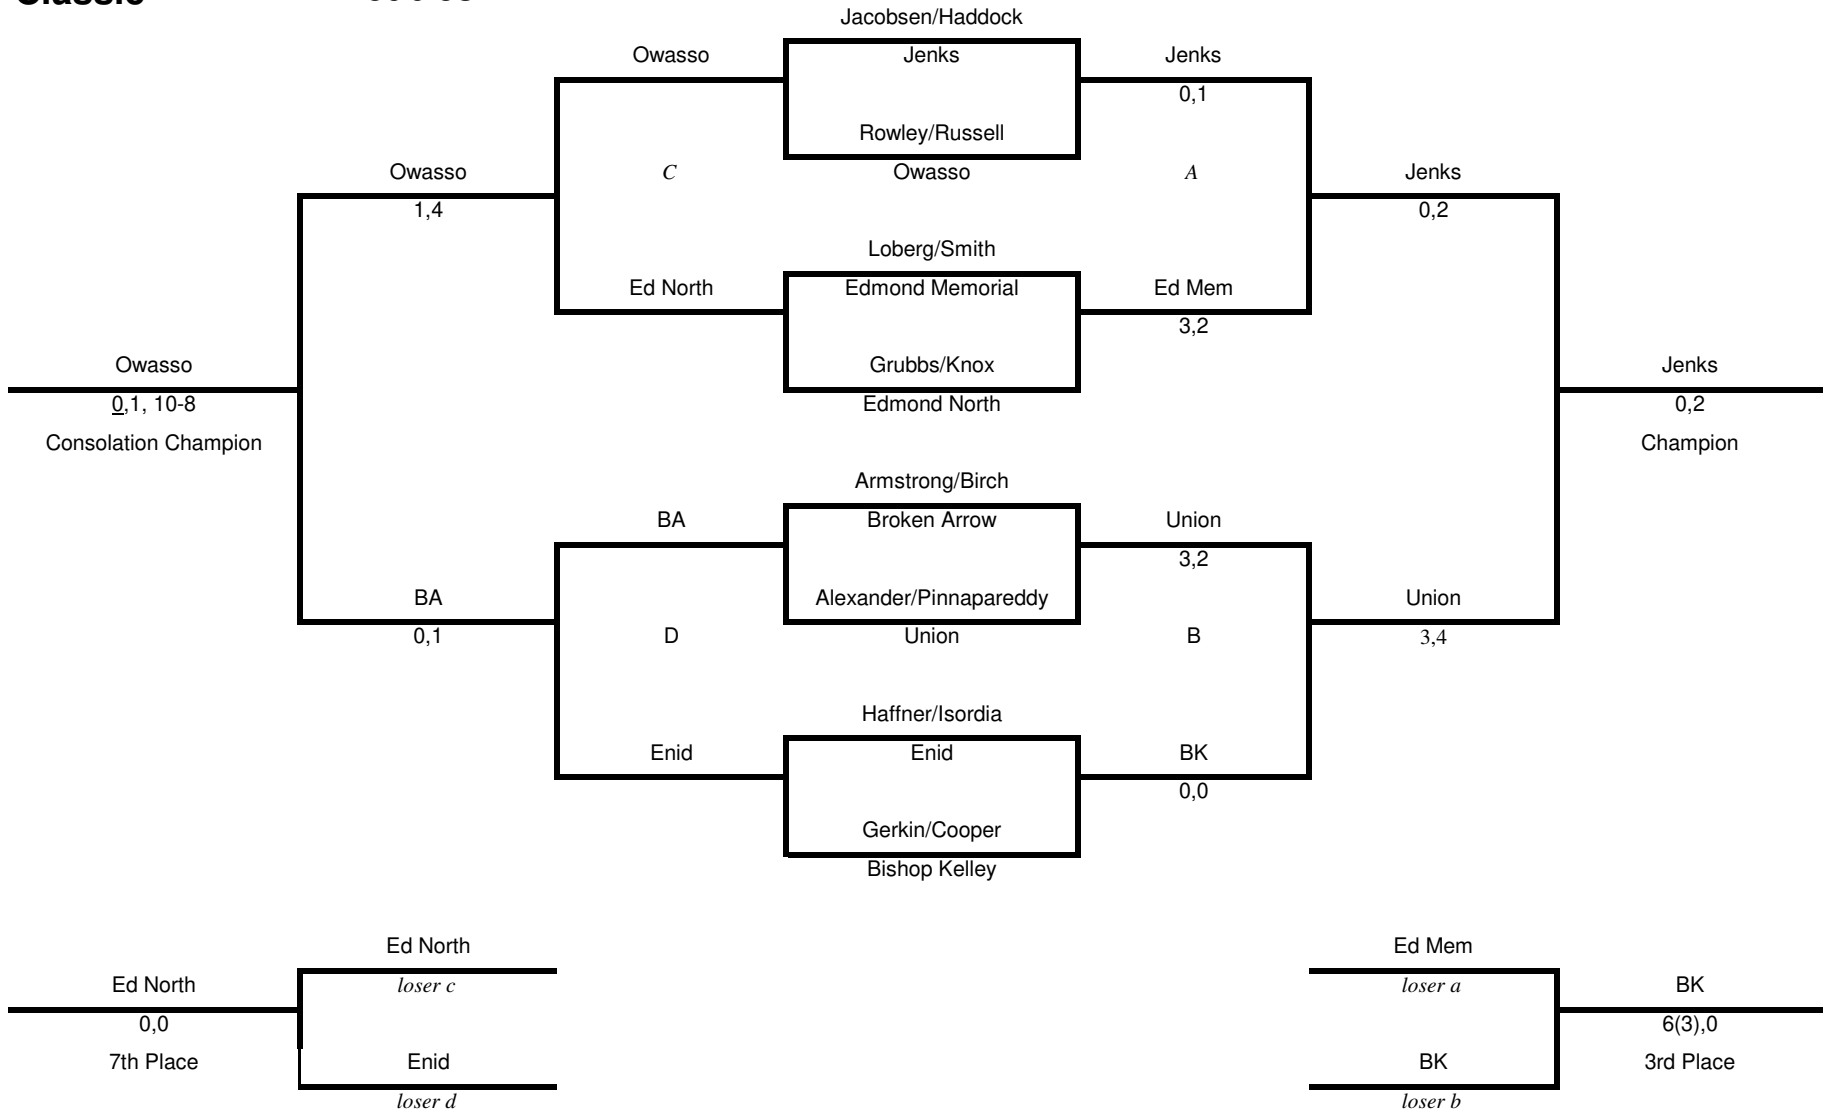 Classic
Jacobsen/Haddock
Owasso Jenks Jenks
0,1
Rowley/Russell
Owasso C Owasso A Jenks
1,4 0,2
Loberg/Smith
Ed North Edmond Memorial Ed Mem
3,2
Owasso Grubbs/Knox Jenks
0,1, 10-8 Edmond North 0,2
Consolation Champion Champion
Armstrong/Birch
BA Broken Arrow Union
3,2
BA Alexander/Pinnapareddy Union
0,1 D Union B 3,4
Haffner/Isordia
Enid Enid BK
0,0
Gerkin/Cooper
Bishop Kelley
Ed North Ed Mem
Ed North loser c loser a BK
0,0 6(3),0
7th Place Enid BK 3rd Place
loser d loser b